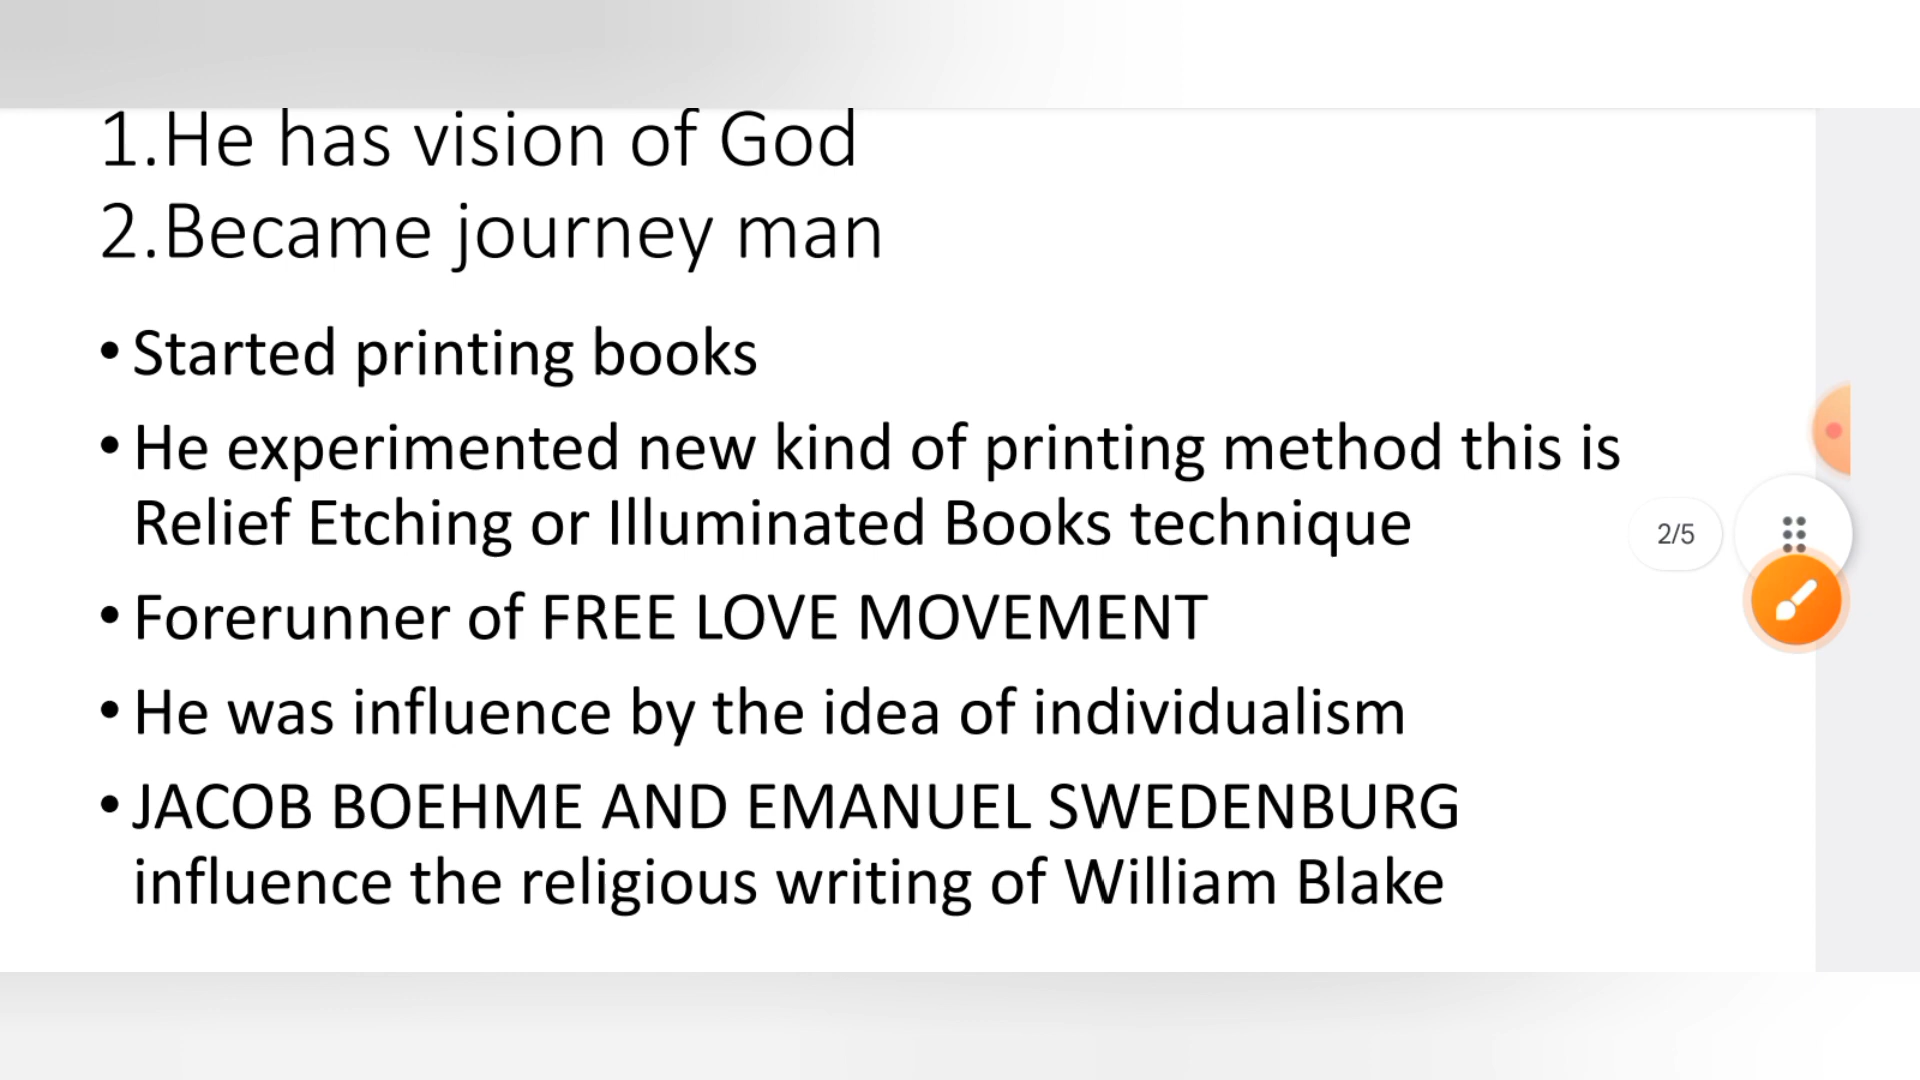 1.He has vision of God
2.Became journey man
• Started printing books
• He experimented new kind of printing method this is
Relief Etching or Illuminated Books technique
• Forerunner of FREE LOVE MOVEMENT
• He was influence by the idea of individualism
• JACOB BOEHME AND EMANUEL SWEDENBURG
influence the religious writing of William Blake
2/5